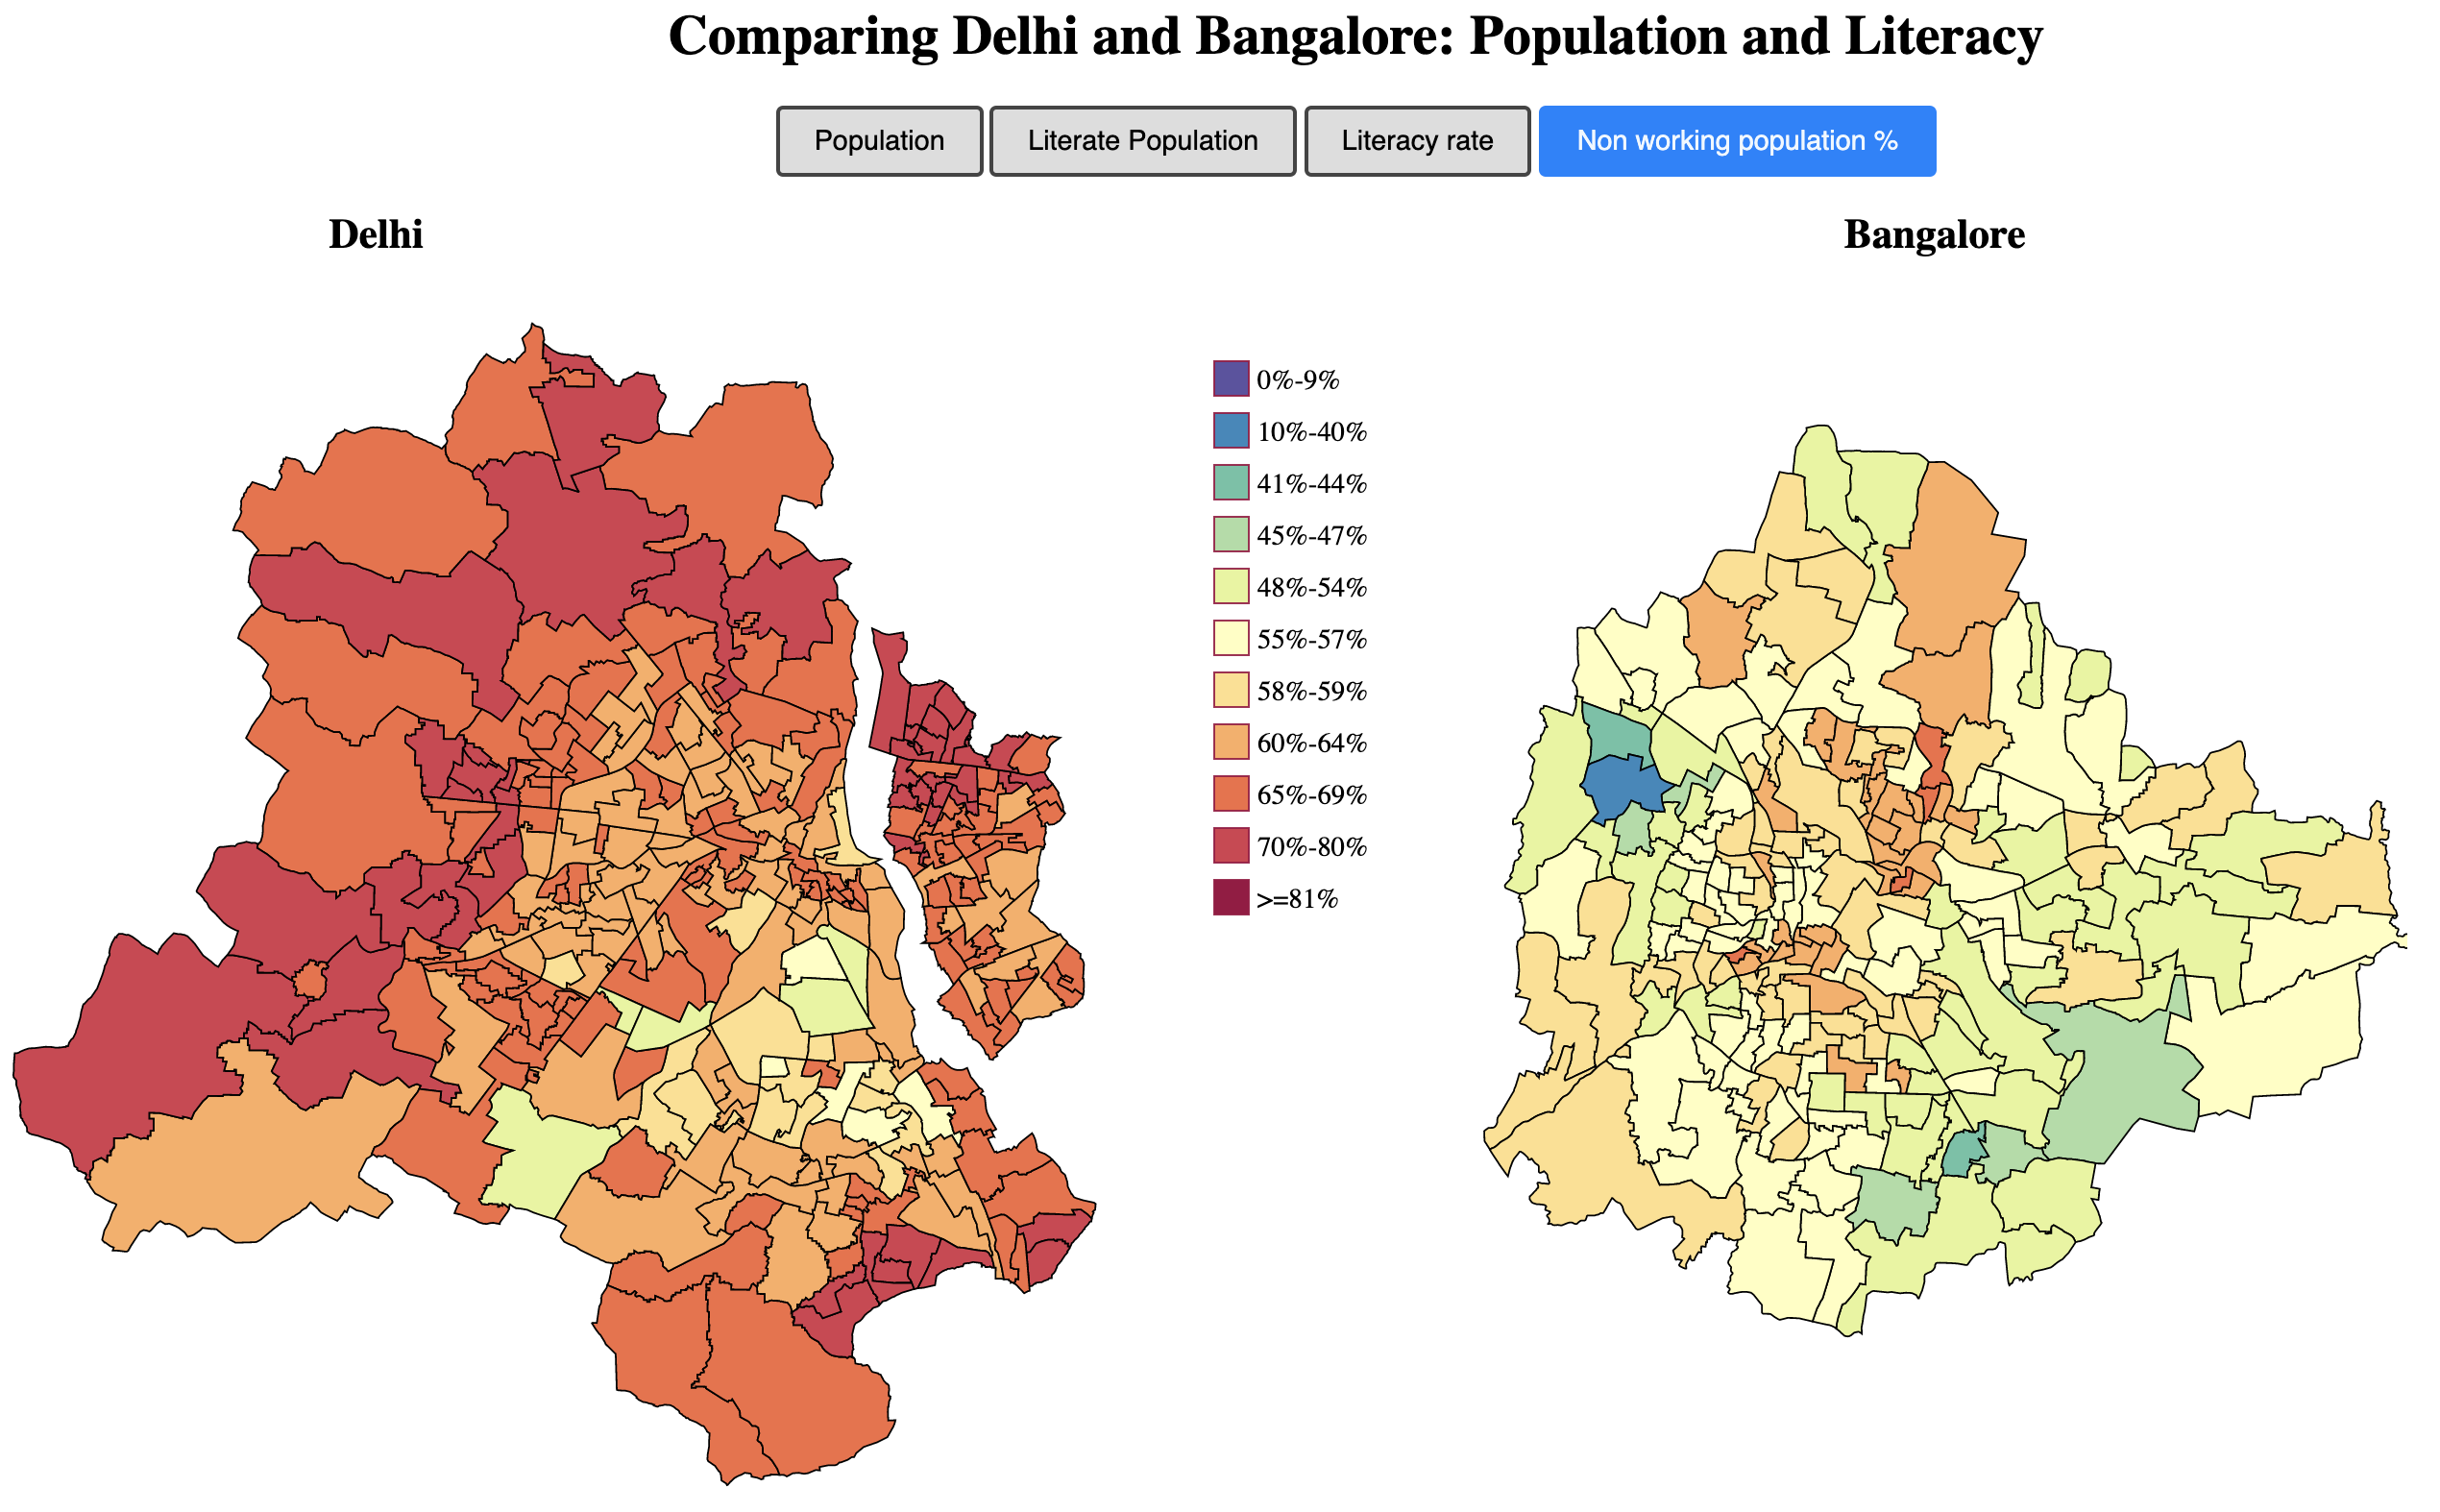 Comparing Delhi and Bangalore: Population and Literacy
Population
Literate Population
Literacy rate
Non working population %
Delhi
Bangalore
0%-9%
10%-40%
41%-44%
45%-47%
48%-54%
55%-57%
58%-59%
60%-64%
65%-69%
70%-80%
>=81%